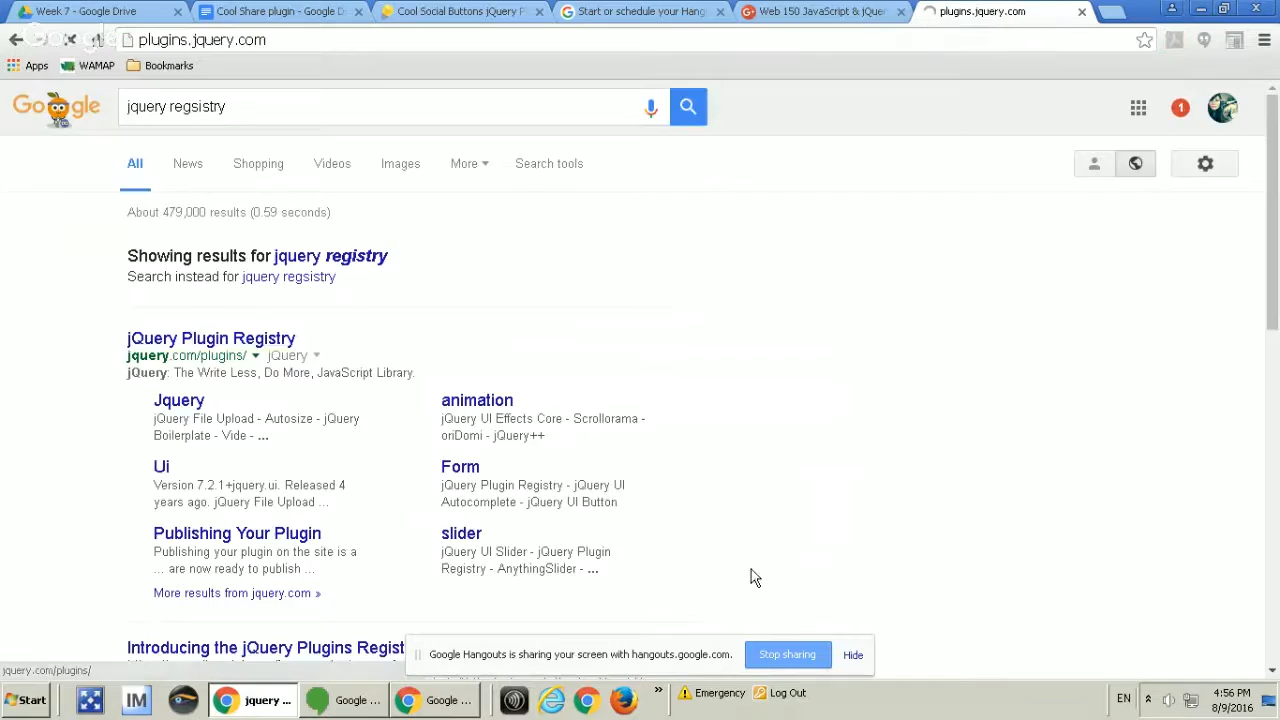 Week 7 - Google Drive
Cool Share plugin - Google D
Cool Social Buttons jQuery P
Start or schedule your Hang
Web 150 JavaScript & jQue
plugins.jquery.com
plugins.jquery.com
Apps
WAMAP
Bookmarks
Google
jquery regsistry
1
All
News
Shopping
Videos
Images
More
Search tools
About 479,000 results (0.59 seconds)
Showing results for jquery registry
Search instead for jquery regsistry
jQuery Plugin Registry
jquery.com/plugins/ jQuery
jQuery: The Write Less, Do More, JavaScript Library.
Jquery
jQuery File Upload - Autosize - jQuery
Boilerplate - Vide - ...
animation
jQuery UI Effects Core - Scrollorama -
oriDomi - jQuery++
Ui
Version 7.2.1+jquery.ui. Released 4
years ago. jQuery File Upload ...
Form
jQuery Plugin Registry - jQuery UI
Autocomplete - jQuery UI Button
Publishing Your Plugin
Publishing your plugin on the site is a
... are now ready to publish ...
slider
jQuery UI Slider - jQuery Plugin
Registry - AnythingSlider - ...
More results from jquery.com »
Introducing the jQuery Plugins Regist
Google Hangouts is sharing your screen with hangouts.google.com.
Stop sharing
Hide
jquery.com/plugins/
Start
IM
jquery ...
Google ...
Google ...
»
Emergency
Log Out
EN
4:56 PM
8/9/2016